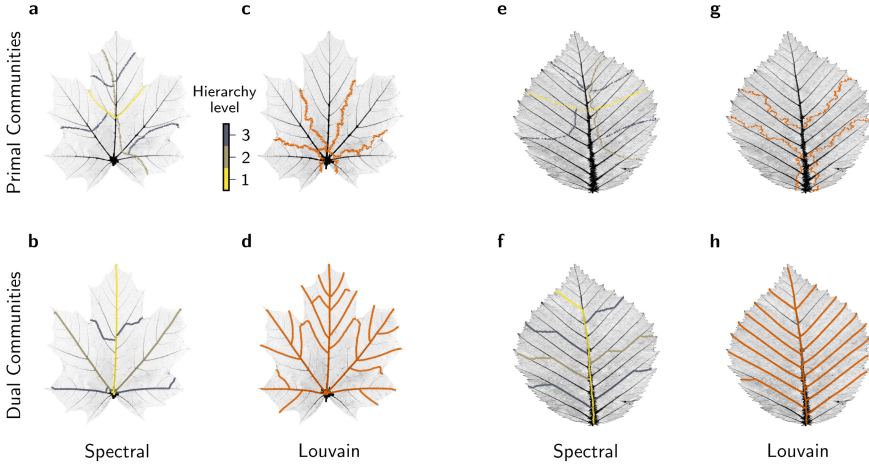 a
c
e
g
Primal Communities
Hierarchy
level
3
2
1
b
d
f
h
Dual Communities
Spectral
Louvain
Spectral
Louvain